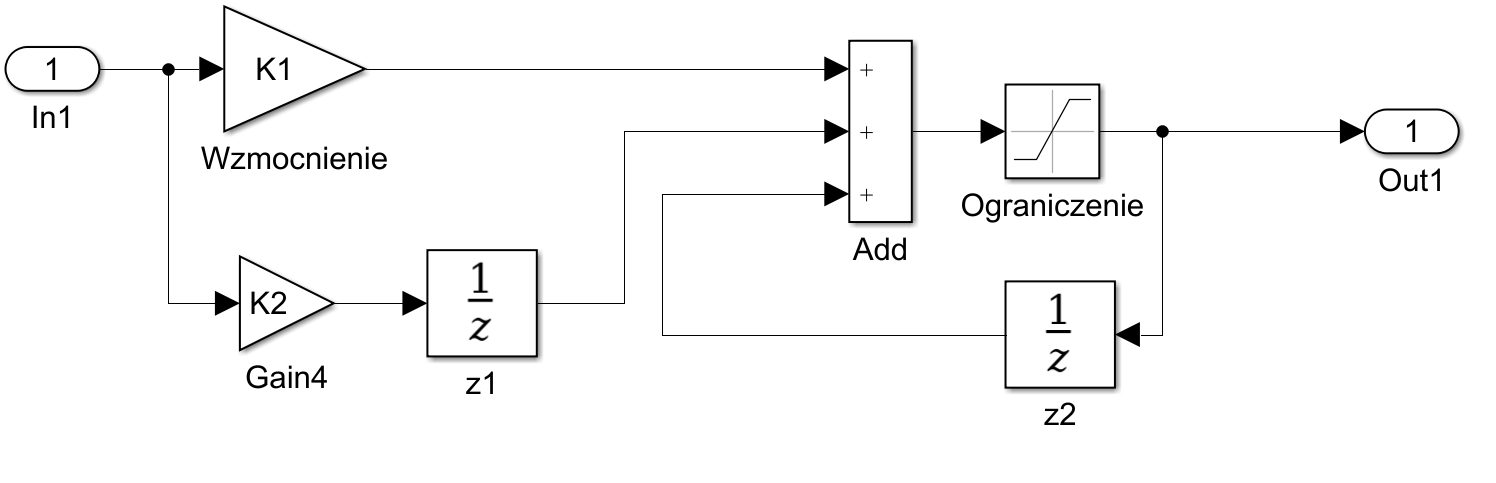 1
In1
K1
Wzmocnienie
K2
Gain4
1
z
z1
+
+
+
Add
Ograniczenie
1
z
z2
1
Out1